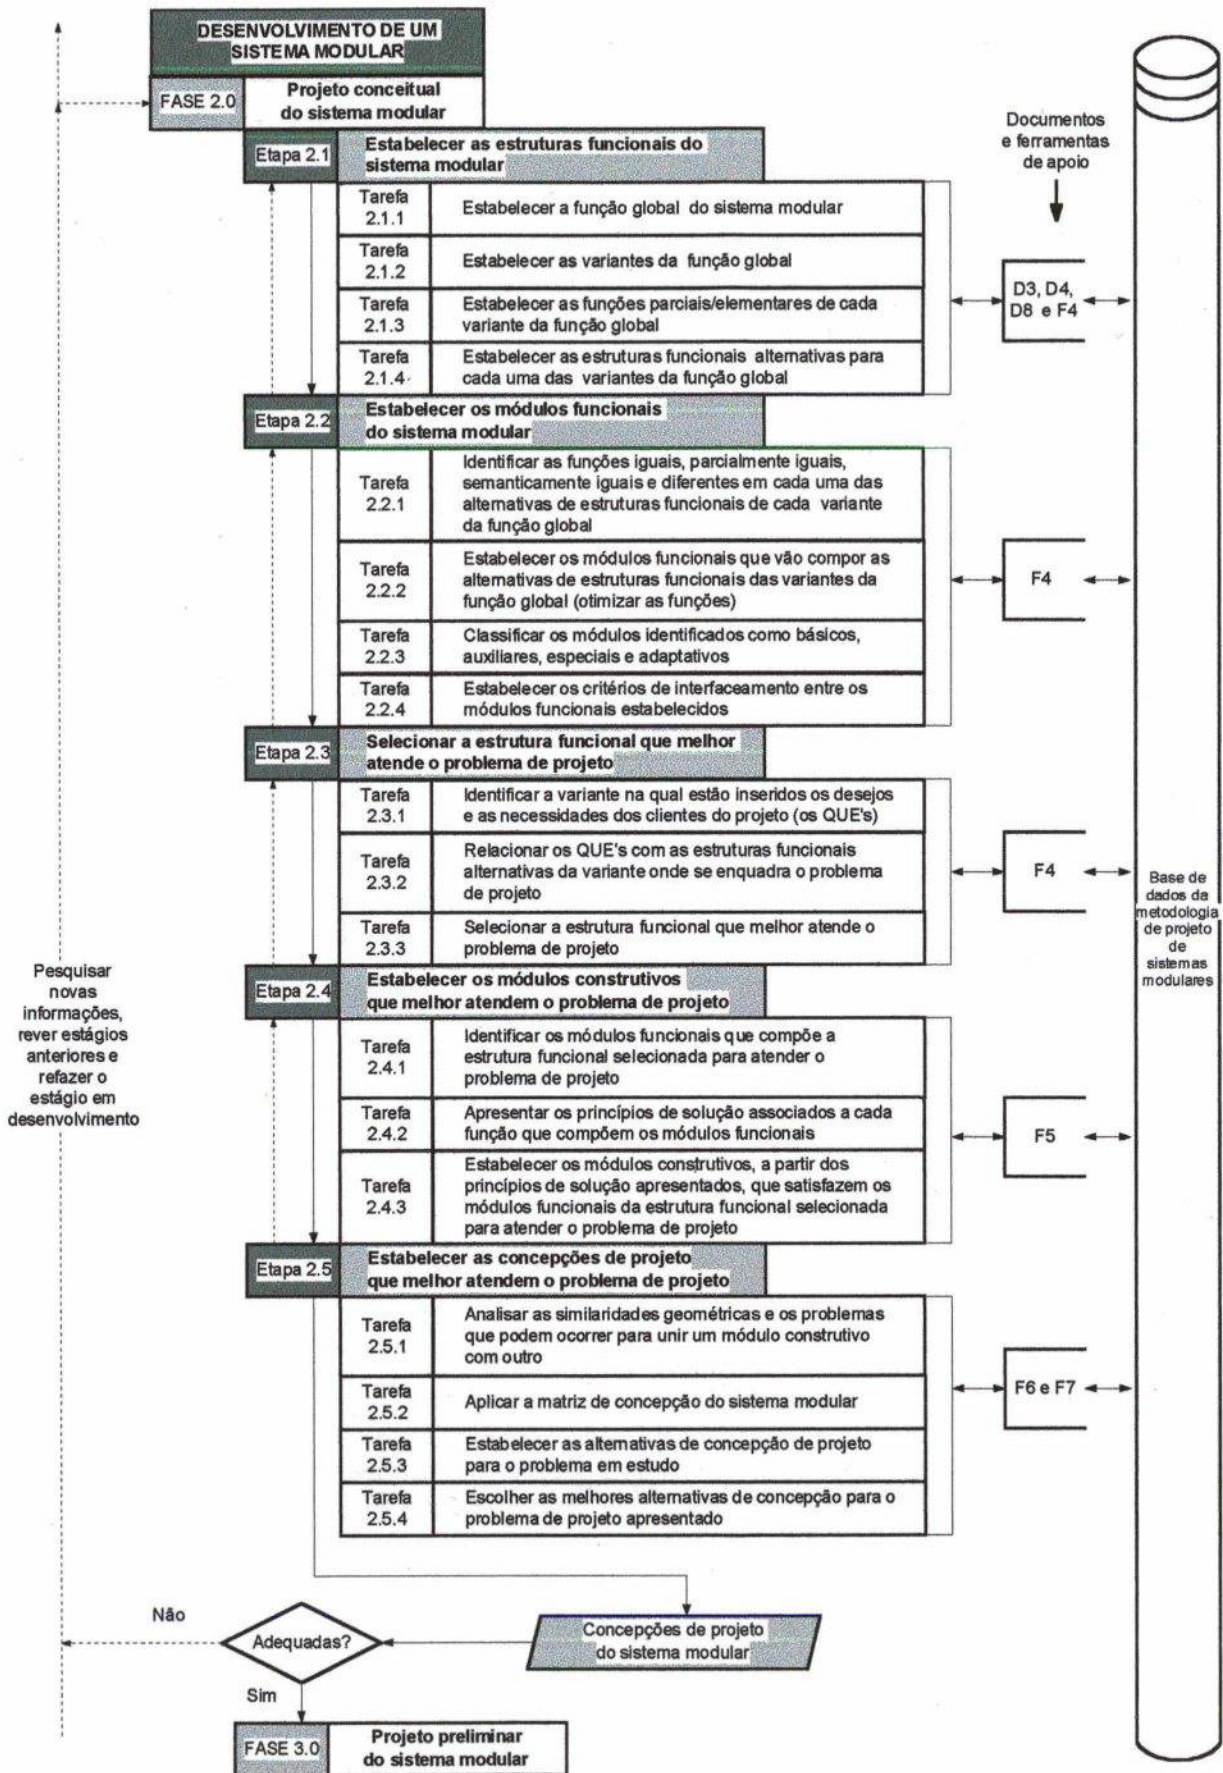 DESENVOLVIMENTO DE UM
SISTEMA MODULAR
FASE 2.0
Projeto conceitual
do sistema modular
Etapa 2.1
Estabelecer as estruturas funcionais do
sistema modular
Tarefa
2.1.1
Estabelecer a função global do sistema modular
Tarefa
2.1.2
Estabelecer as variantes da função global
Tarefa
2.1.3
Estabelecer as funções parciais/elementares de cada
variante da função global
Tarefa
2.1.4
Estabelecer as estruturas funcionais alternativas para
cada uma das variantes da função global
Documentos
e ferramentas
de apoio
D3, D4,
D8 e F4
Etapa 2.2
Estabelecer os módulos funcionais
do sistema modular
Tarefa
2.2.1
Identificar as funções iguais, parcialmente iguais,
semanticamente iguais e diferentes em cada uma das
alternativas de estruturas funcionais de cada variante
da função global
Tarefa
2.2.2
Estabelecer os módulos funcionais que vão compor as
alternativas de estruturas funcionais das variantes da
função global (otimizar as funções)
Tarefa
2.2.3
Classificar os módulos identificados como básicos,
auxiliares, especiais e adaptativos
Tarefa
2.2.4
Estabelecer os critérios de interfaceamento entre os
módulos funcionais estabelecidos
F4
Etapa 2.3
Selecionar a estrutura funcional que melhor
atende o problema de projeto
Tarefa
2.3.1
Identificar a variante na qual estão inseridos os desejos
e as necessidades dos clientes do projeto (os QUE's)
Tarefa
2.3.2
Relacionar os QUE's com as estruturas funcionais
alternativas da variante onde se enquadra o problema
de projeto
Tarefa
2.3.3
Selecionar a estrutura funcional que melhor atende o
problema de projeto
F4
Base de
dados da
metodologia
de projeto
de
sistemas
modulares
Pesquisar
novas
informações,
rever estágios
anteriores e
refazer o
estágio em
desenvolvimento
Etapa 2.4
Estabelecer os módulos construtivos
que melhor atendem o problema de projeto
Tarefa
2.4.1
Identificar os módulos funcionais que compõe a
estrutura funcional selecionada para atender o
problema de projeto
Tarefa
2.4.2
Apresentar os princípios de solução associados a cada
função que compõem os módulos funcionais
Tarefa
2.4.3
Estabelecer os módulos construtivos, a partir dos
princípios de solução apresentados, que satisfazem os
módulos funcionais da estrutura funcional selecionada
para atender o problema de projeto
F5
Etapa 2.5
Estabelecer as concepções de projeto
que melhor atendem o problema de projeto
Tarefa
2.5.1
Analisar as similaridades geométricas e os problemas
que podem ocorrer para unir um módulo construtivo
com outro
Tarefa
2.5.2
Aplicar a matriz de concepção do sistema modular
Tarefa
2.5.3
Estabelecer as alternativas de concepção de projeto
para o problema em estudo
Tarefa
2.5.4
Escolher as melhores alternativas de concepção para o
problema de projeto apresentado
F6 e F7
Não
Adequadas?
Concepções de projeto
do sistema modular
Sim
FASE 3.0
Projeto preliminar
do sistema modular